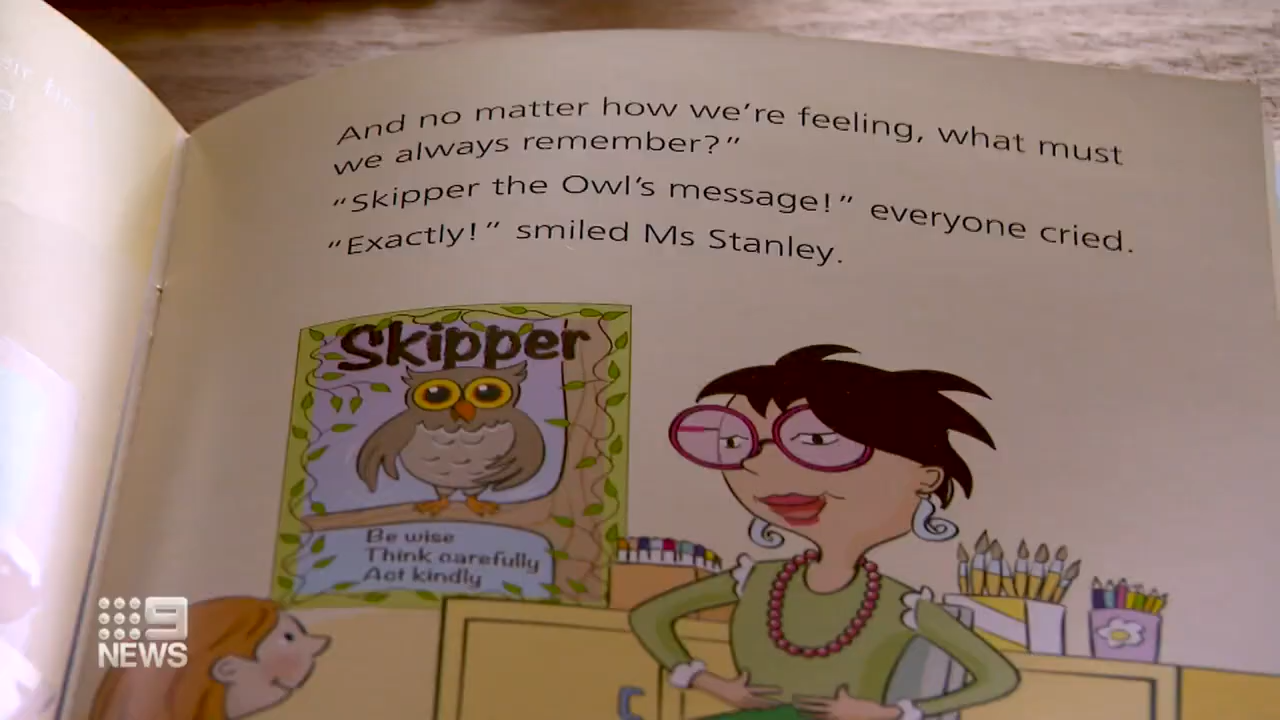 And no matter how we're feeling, what must
we always remember?"
"Skipper the Owl's message!" everyone cried.
"Exactly!" smiled Ms Stanley.
Skipper
Be wise
Think carefully
Act kindly
9
NEWS